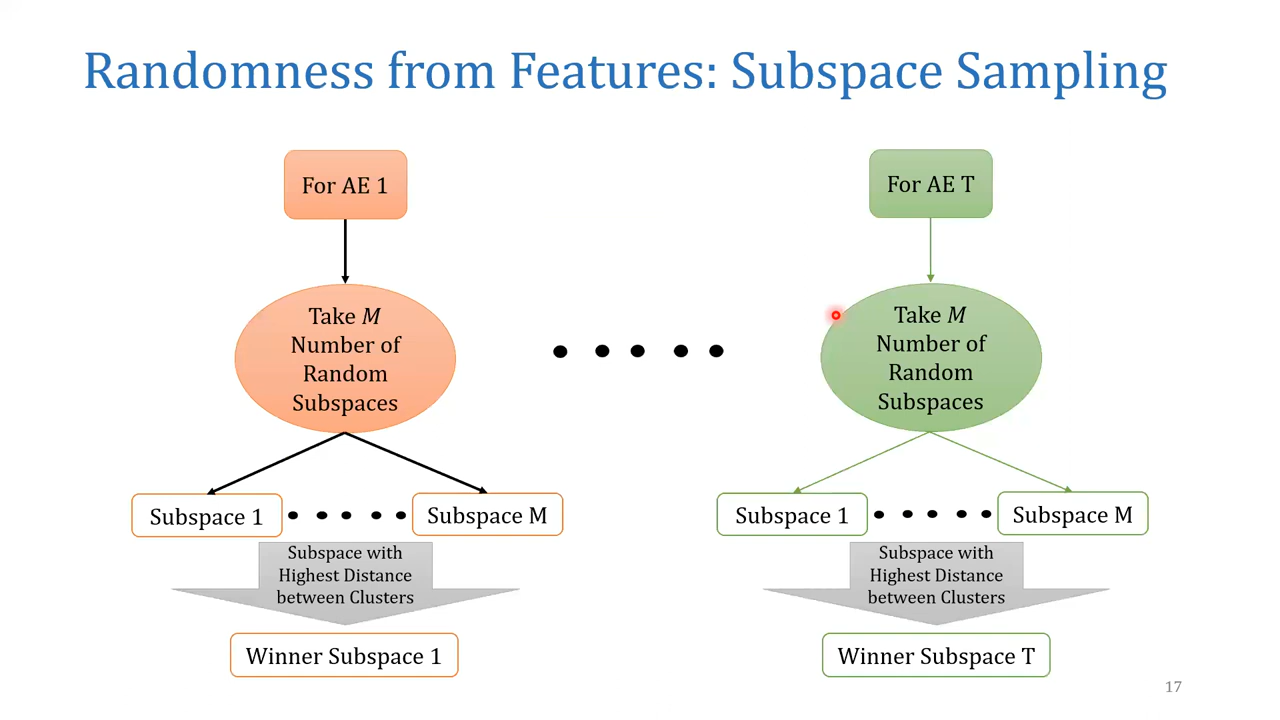 Randomness from Features: Subspace Sampling
For AE 1
Take M
Number of
Random
Subspaces
Subspace 1
Subspace M
Subspace with
Highest Distance
between Clusters
Winner Subspace 1
For AE T
Take M
Number of
Random
Subspaces
Subspace 1
Subspace M
Subspace with
Highest Distance
between Clusters
Winner Subspace T
17